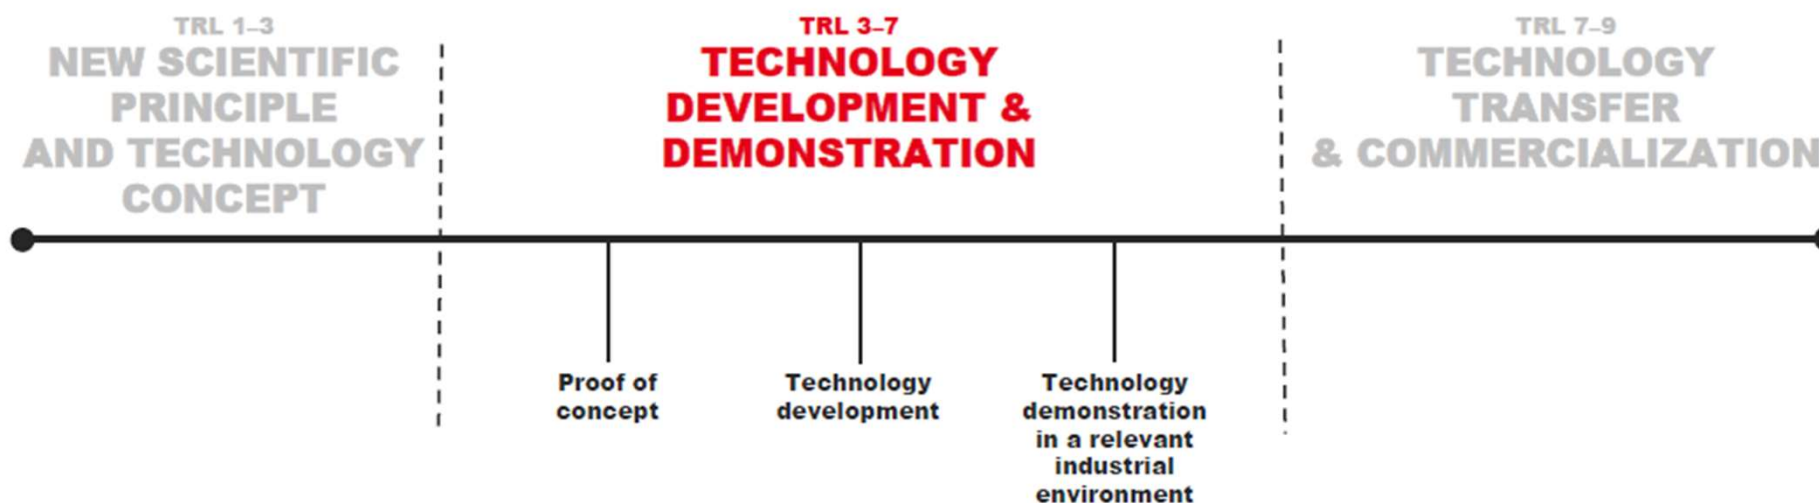 TRL 1–3
NEW SCIENTIFIC
PRINCIPLE
AND TECHNOLOGY
CONCEPT
TRL 3–7
TECHNOLOGY
DEVELOPMENT &
DEMONSTRATION
TRL 7–9
TECHNOLOGY
TRANSFER
& COMMERCIALIZATION
Proof of
concept
Technology
development
Technology
demonstration
in a relevant
industrial
environment